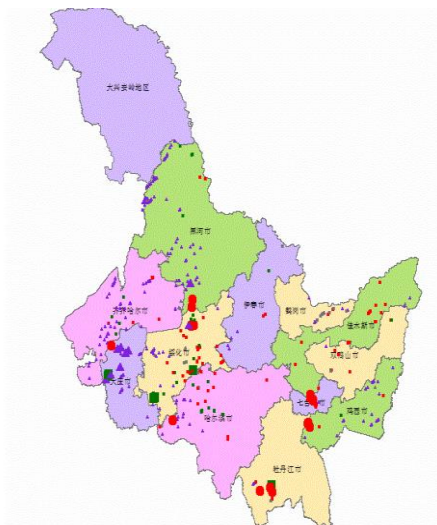 大兴安岭地区
黑河市
伊春市
鹤岗市
齐齐哈尔市
佳木斯市
绥化市
双鸭山市
大庆市
七台河市
鸡西市
哈尔滨市
牡丹江市